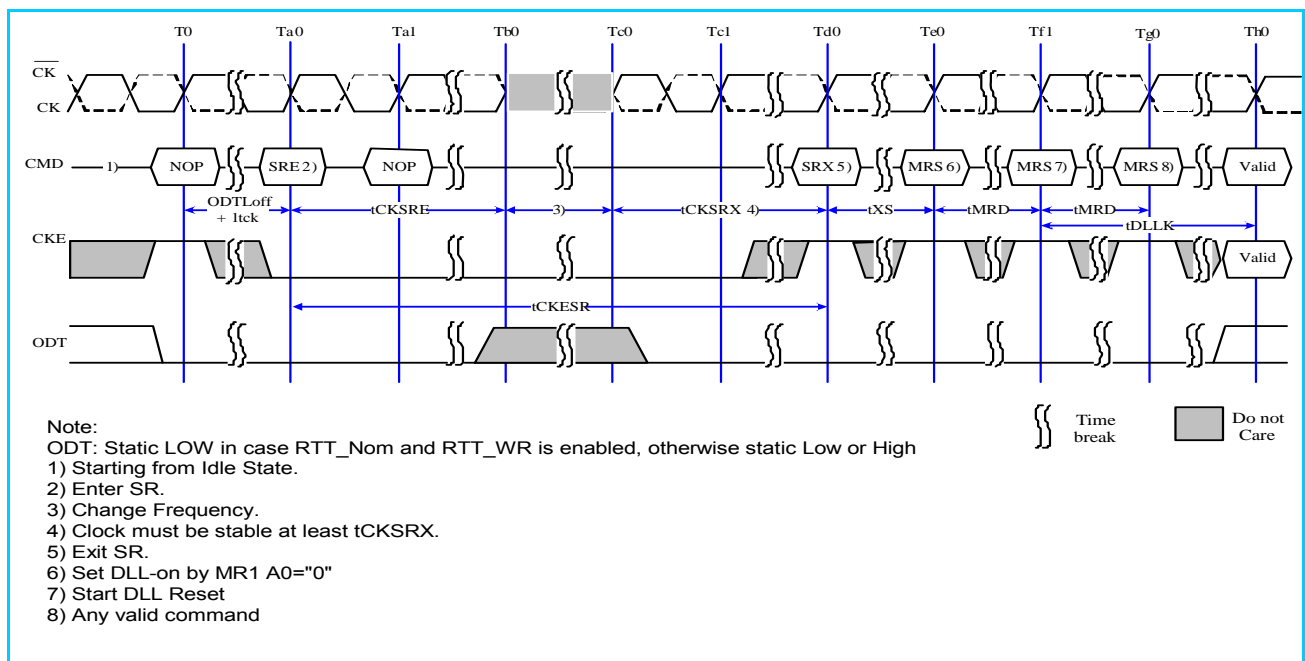 T0 Ta0 Ta1 Tb0 Tc0 Tc1 Td0 Te0 Tf1 Tg0 Th0
CK
CK
CMD 1) NOP SRE 2) NOP SRX 5) MRS 6) MRS 7) MRS 8) Valid
ODTLoff
+ 1tck
tCKSRE 3) tCKSRX 4) tXS tMRD tMRD
tDLLK
CKE Valid
tCKESR
ODT
Time
break
Do not
Care
Note:
ODT: Static LOW in case RTT_Nom and RTT_WR is enabled, otherwise static Low or High
1) Starting from Idle State.
2) Enter SR.
3) Change Frequency.
4) Clock must be stable at least tCKSRX.
5) Exit SR.
6) Set DLL-on by MR1 A0="0"
7) Start DLL Reset
8) Any valid command